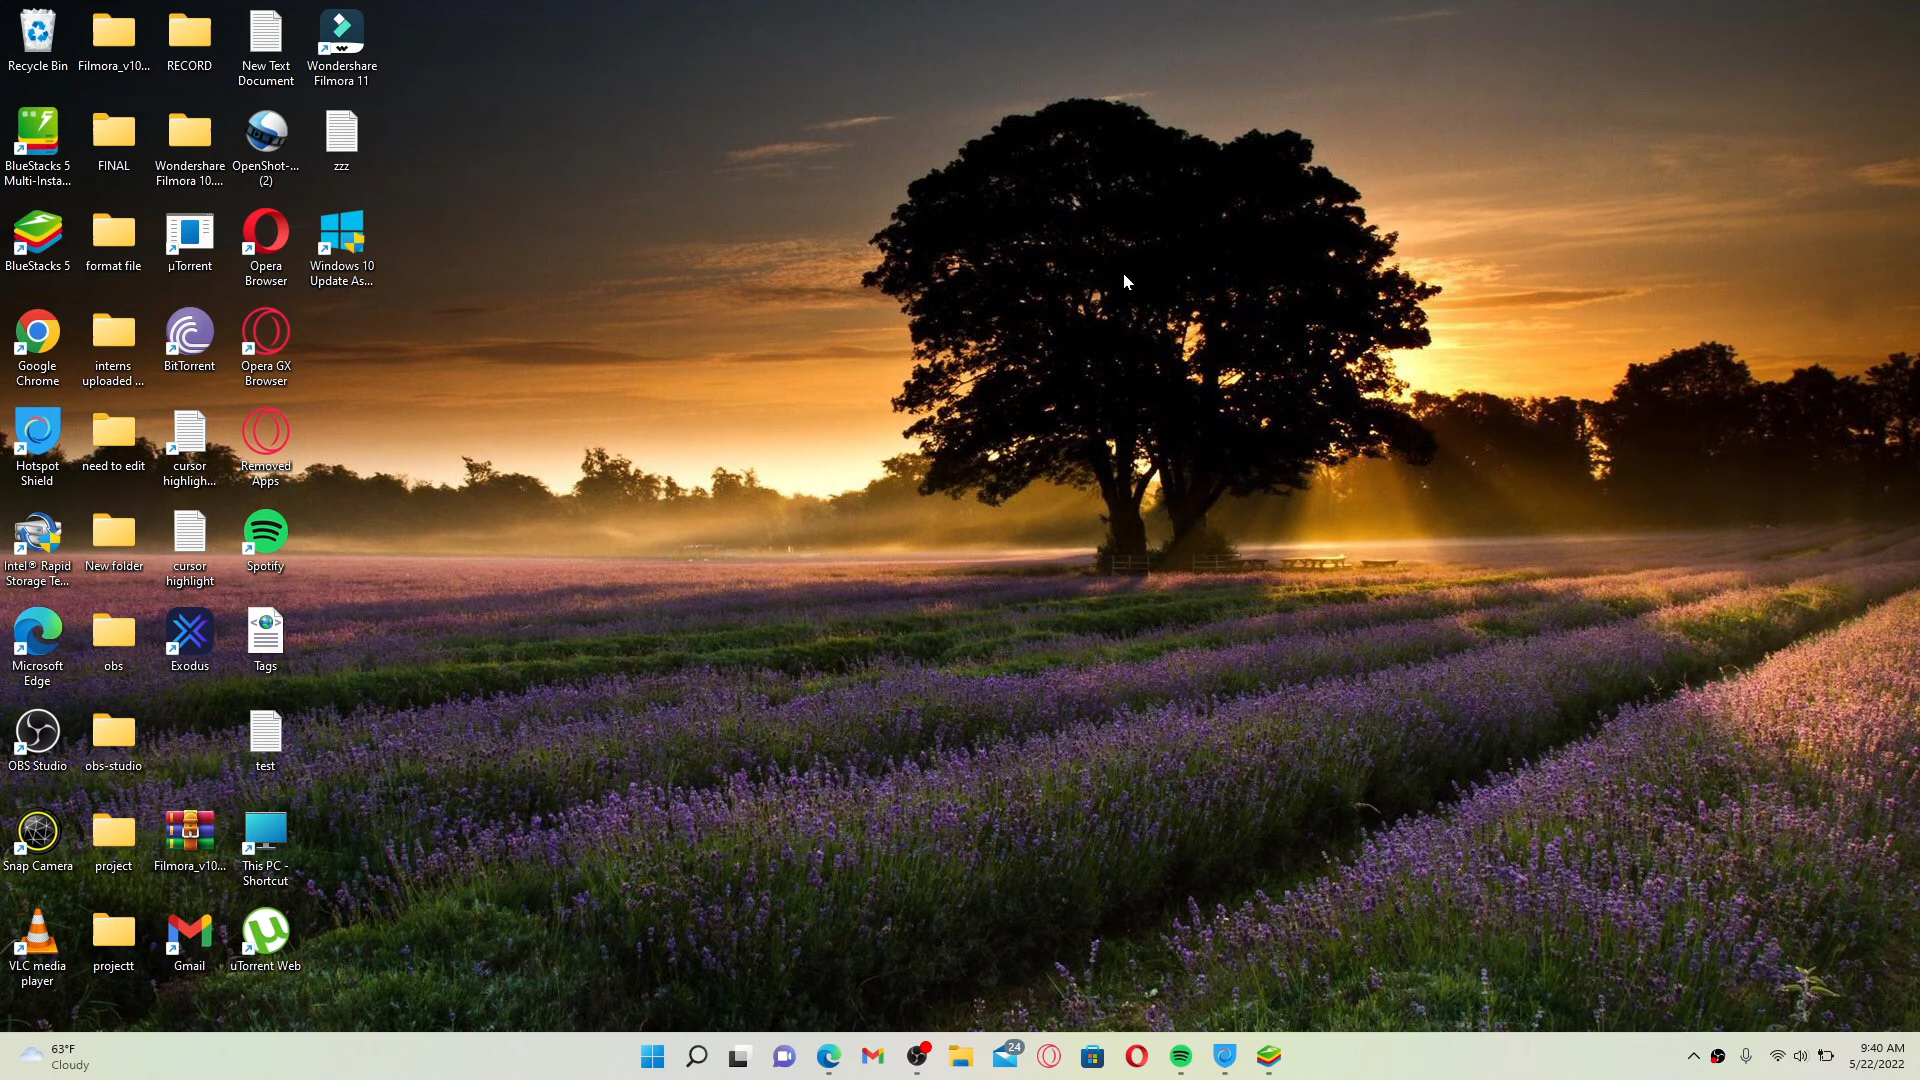 Recycle Bin
Filmora_v10...
RECORD
New Text
Document
Wondershare
Filmora 11
BlueStacks 5
Multi-Insta...
FINAL
Wondershare
Filmora 10....
OpenShot-...
(2)
zzz
BlueStacks 5
format file
µTorrent
Opera
Browser
Windows 10
Update As...
Google
Chrome
interns
uploaded ...
BitTorrent
Opera GX
Browser
Hotspot
Shield
need to edit
cursor
highligh...
Removed
Apps
Intel® Rapid
Storage Te...
New folder
cursor
highlight
Spotify
Microsoft
Edge
obs
Exodus
Tags
OBS Studio
obs-studio
test
Snap Camera
project
Filmora_v10...
This PC -
Shortcut
VLC media
player
projectt
Gmail
uTorrent Web
63°F
Cloudy
24
9:40 AM
5/22/2022